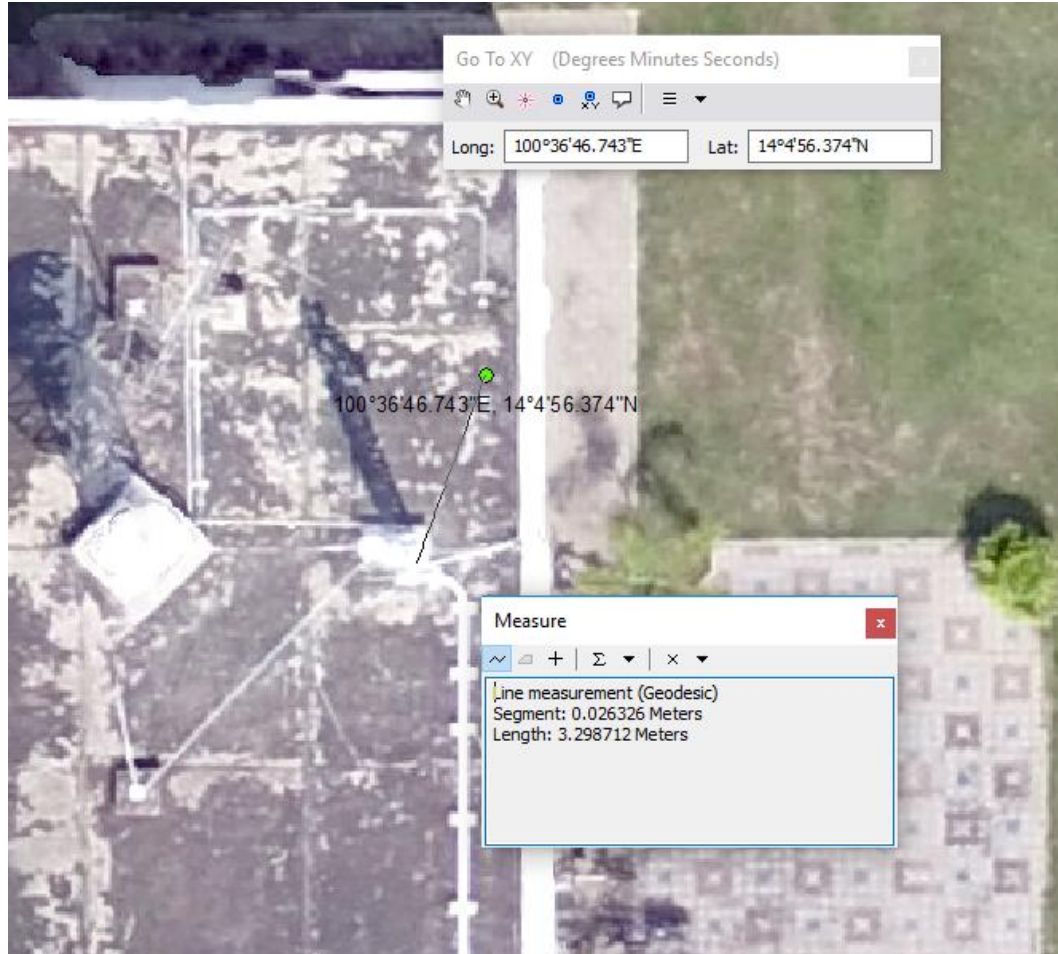 Go To XY (Degrees Minutes Seconds)
Long: 100°36'46.743"E Lat: 14°4'56.374"N
100°36'46.743"E, 14°4'56.374"N
Measure
Line measurement (Geodesic)
Segment: 0.026326 Meters
Length: 3.298712 Meters